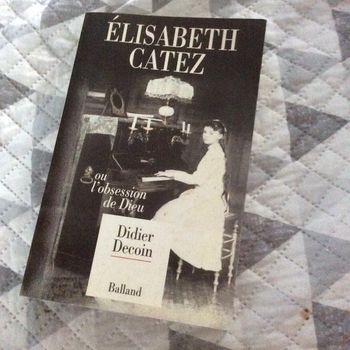 ÉLISABETH
CATEZ
ou
l'obsession
de Dieu
Didier
Decoin
Balland